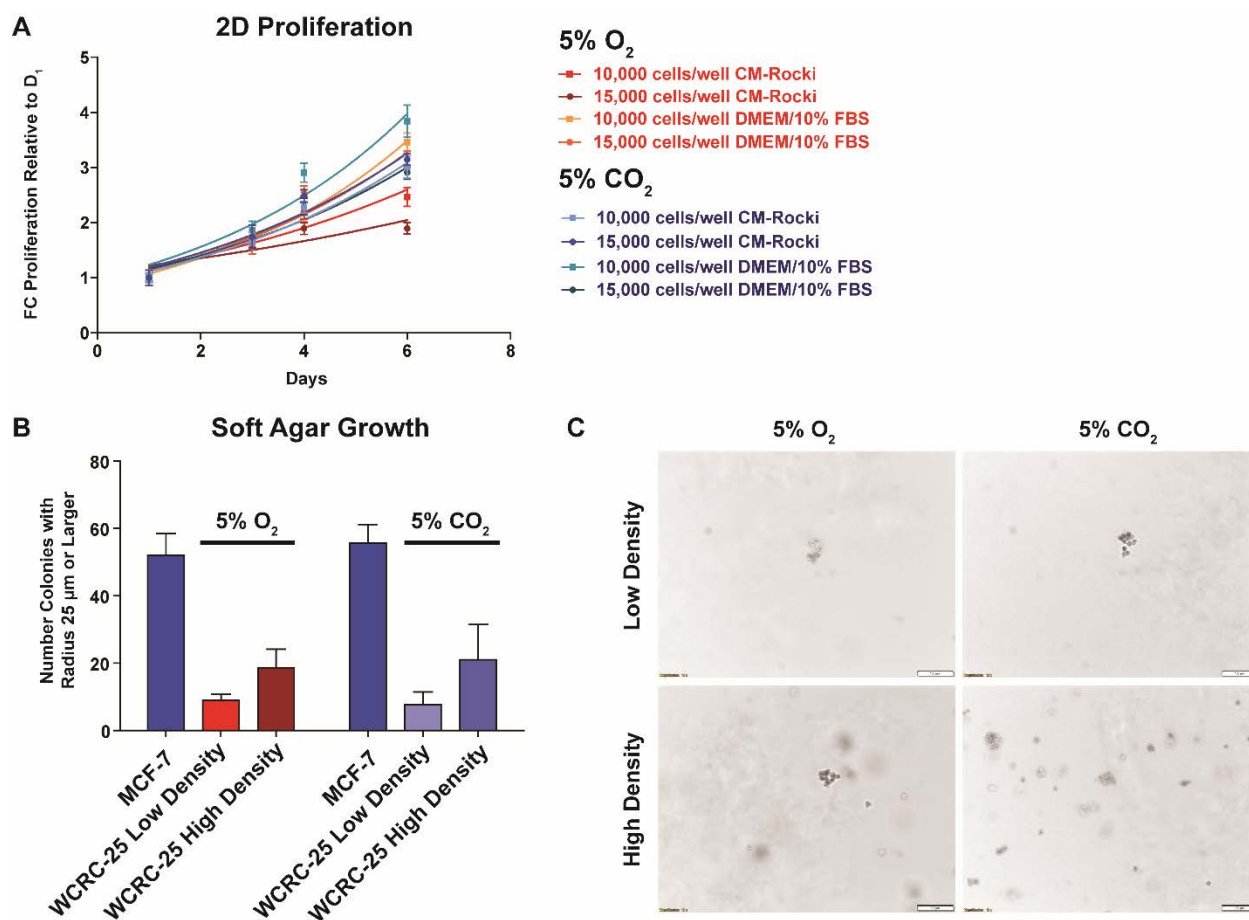 A
2D Proliferation
FC Proliferation Relative to D1
5
4
3
2
1
0
0 2 4 6 8
Days
5% O2
10,000 cells/well CM-Rocki
15,000 cells/well CM-Rocki
10,000 cells/well DMEM/10% FBS
15,000 cells/well DMEM/10% FBS
5% CO2
10,000 cells/well CM-Rocki
15,000 cells/well CM-Rocki
10,000 cells/well DMEM/10% FBS
15,000 cells/well DMEM/10% FBS
B
Soft Agar Growth
Number Colonies with
Radius 25 µm or Larger
80
60
40
20
0
5% O2
5% CO2
MCF-7
WCRC-25 Low Density
WCRC-25 High Density
MCF-7
WCRC-25 Low Density
WCRC-25 High Density
C
5% O2
5% CO2
Low Density
High Density